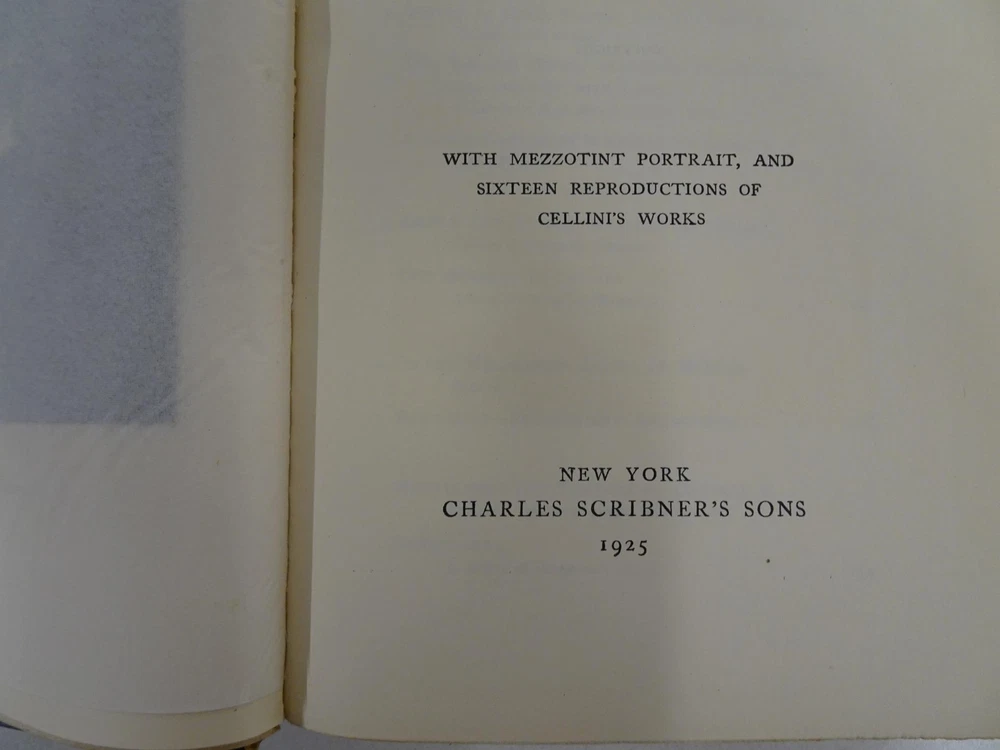 WITH MEZZOTINT PORTRAIT, AND
SIXTEEN REPRODUCTIONS OF
CELLINI'S WORKS
NEW YORK
CHARLES SCRIBNER'S SONS
1925